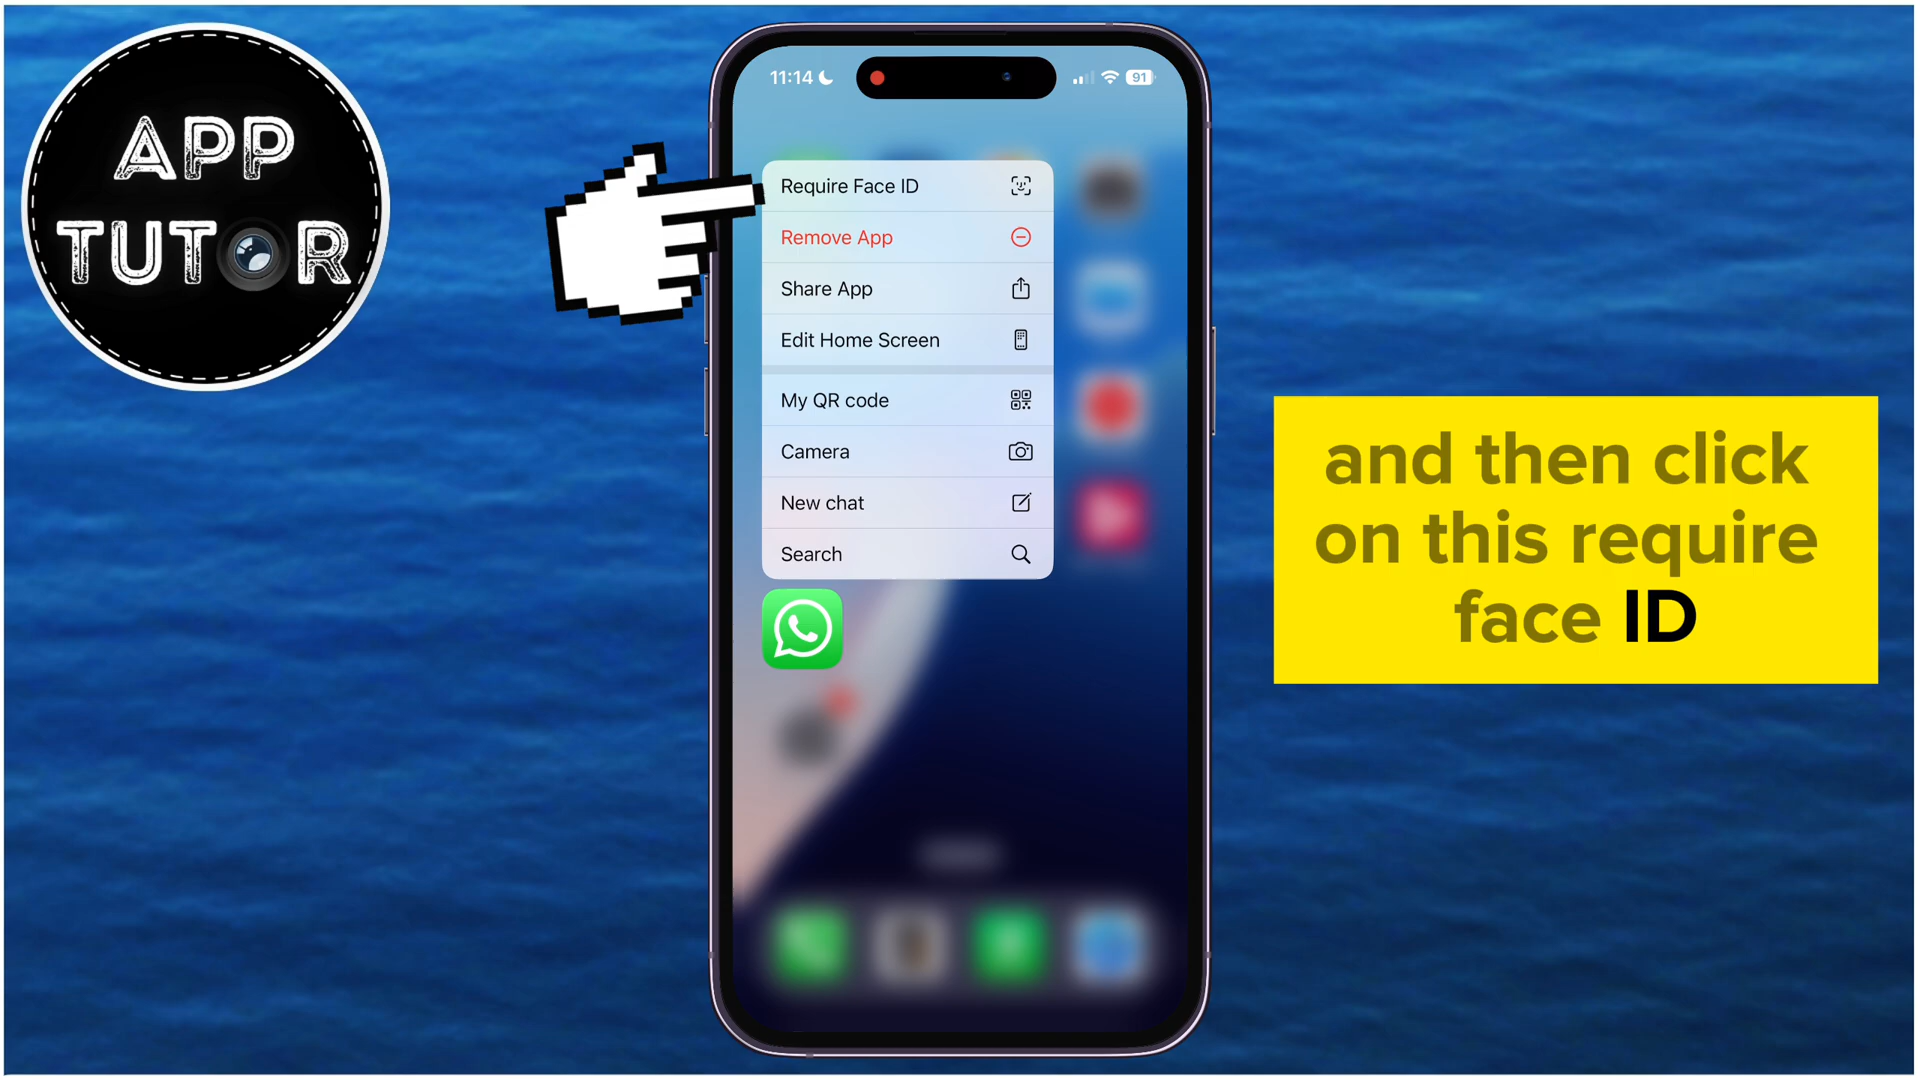 APP
TUTOR
11:14
91
Require Face ID
Remove App
Share App
Edit Home Screen
My QR code
Camera
New chat
Search
and then click
on this require
face ID